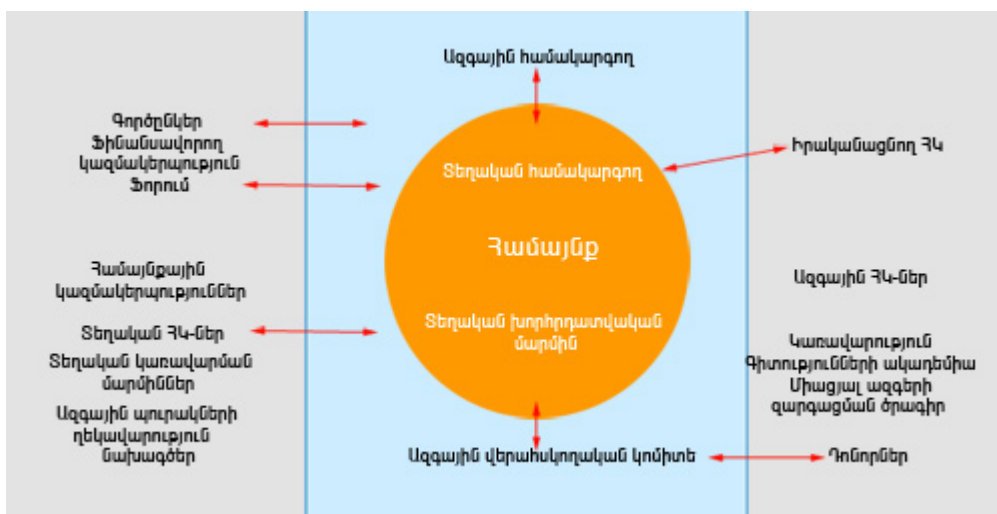 Ազգային համակարգող
Գործընկեր
Ֆինանսավորող
կազմակերպություն
Ֆորում
Համայնքային
կազմակերպություններ
Տեղական ՀԿ-ներ
Տեղական կառավարման
մարմիններ
Ազգային պուրակների
ղեկավարություն
Նախագծեր
Տեղական համակարգող
Համայնք
Տեղական խորհրդատվական
մարմին
Ազգային վերահսկողական կոմիտե
Իրականացնող ՀԿ
Ազգային ՀԿ-ներ
Կառավարություն
Գիտությունների ակադեմիա
Միացյալ ազգերի
զարգացման ծրագիր
Դոնորներ